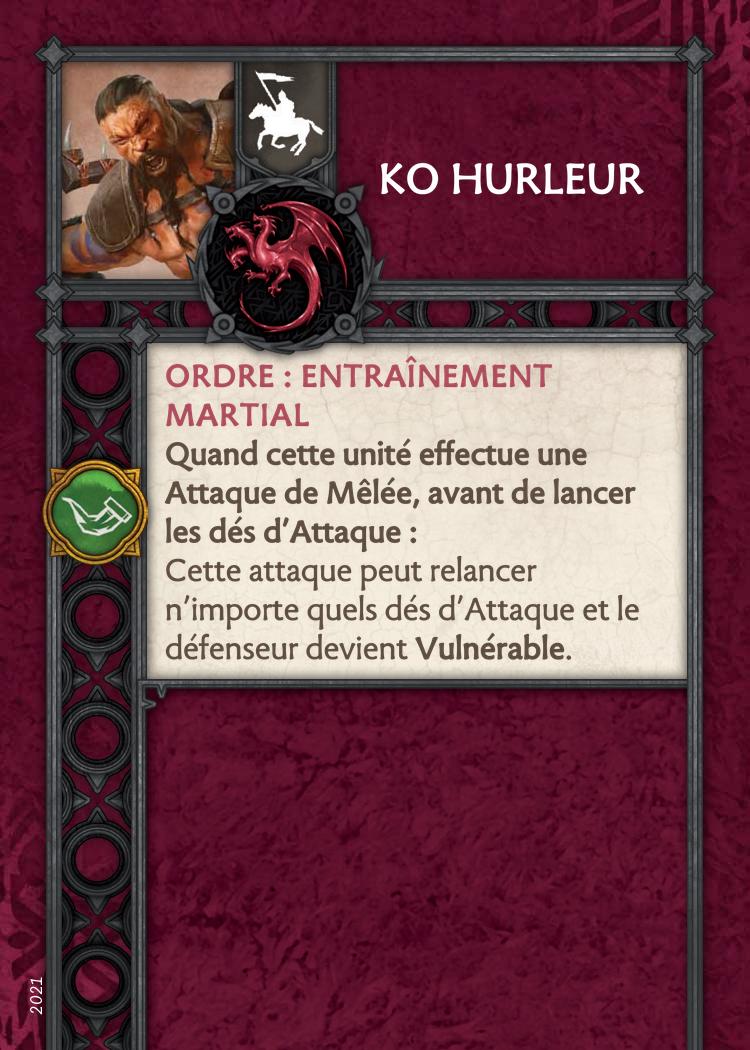 KO HURLEUR
ORDRE : ENTRAÎNEMENT
MARTIAL
Quand cette unité effectue une
Attaque de Mêlée, avant de lancer
les dés d’Attaque :
Cette attaque peut relancer
n’importe quels dés d’Attaque et le
défenseur devient Vulnérable.
2021